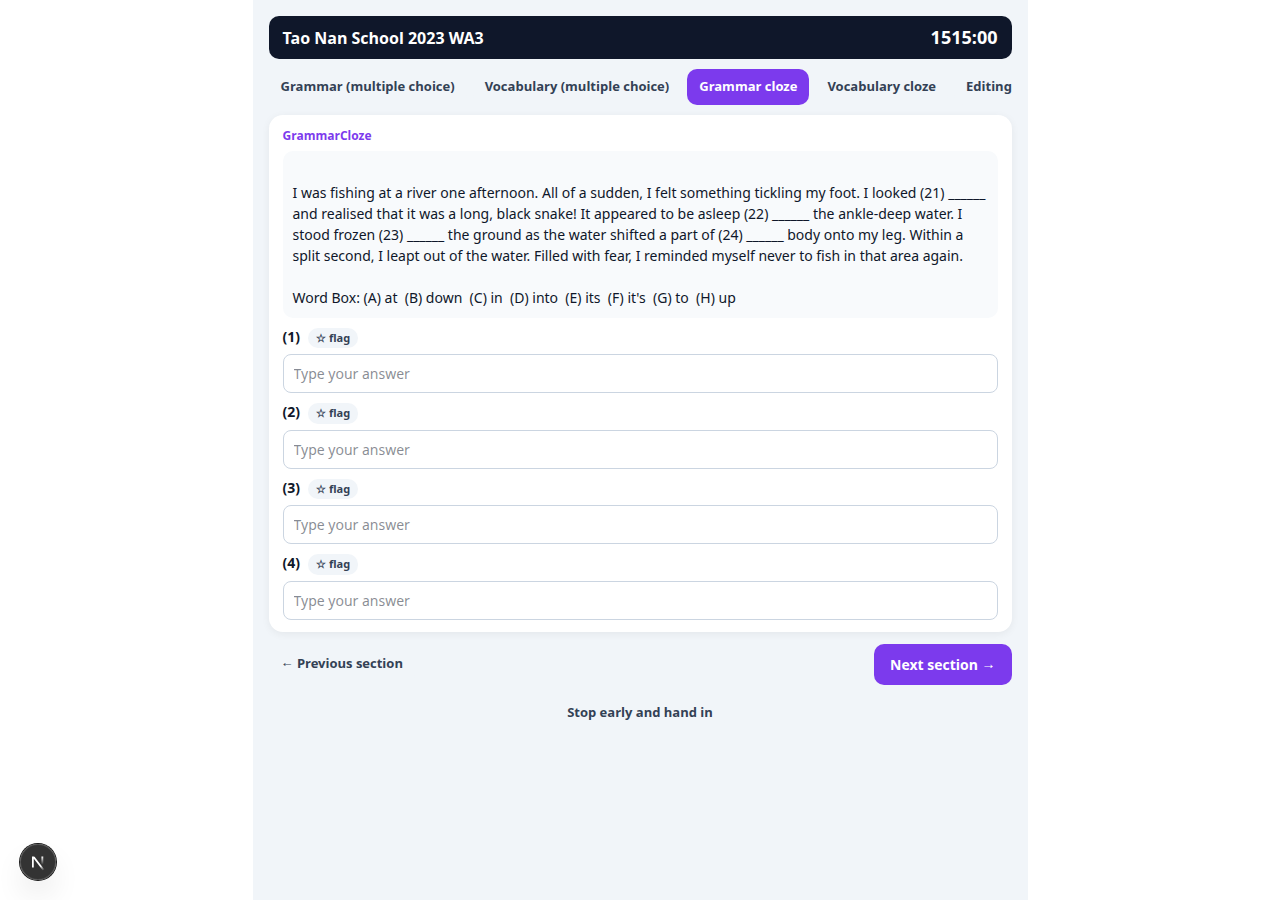 Tao Nan School 2023 WA3 1515:00
Grammar (multiple choice) Vocabulary (multiple choice) Grammar cloze Vocabulary cloze Editing
GrammarCloze
I was fishing at a river one afternoon. All of a sudden, I felt something tickling my foot. I looked (21) ______
and realised that it was a long, black snake! It appeared to be asleep (22) ______ the ankle-deep water. I
stood frozen (23) ______ the ground as the water shifted a part of (24) ______ body onto my leg. Within a
split second, I leapt out of the water. Filled with fear, I reminded myself never to fish in that area again.
Word Box: (A) at (B) down (C) in (D) into (E) its (F) it's (G) to (H) up
(1) ☆ flag
Type your answer
(2) ☆ flag
Type your answer
(3) ☆ flag
Type your answer
(4) ☆ flag
Type your answer
← Previous section Next section →
Stop early and hand in
N